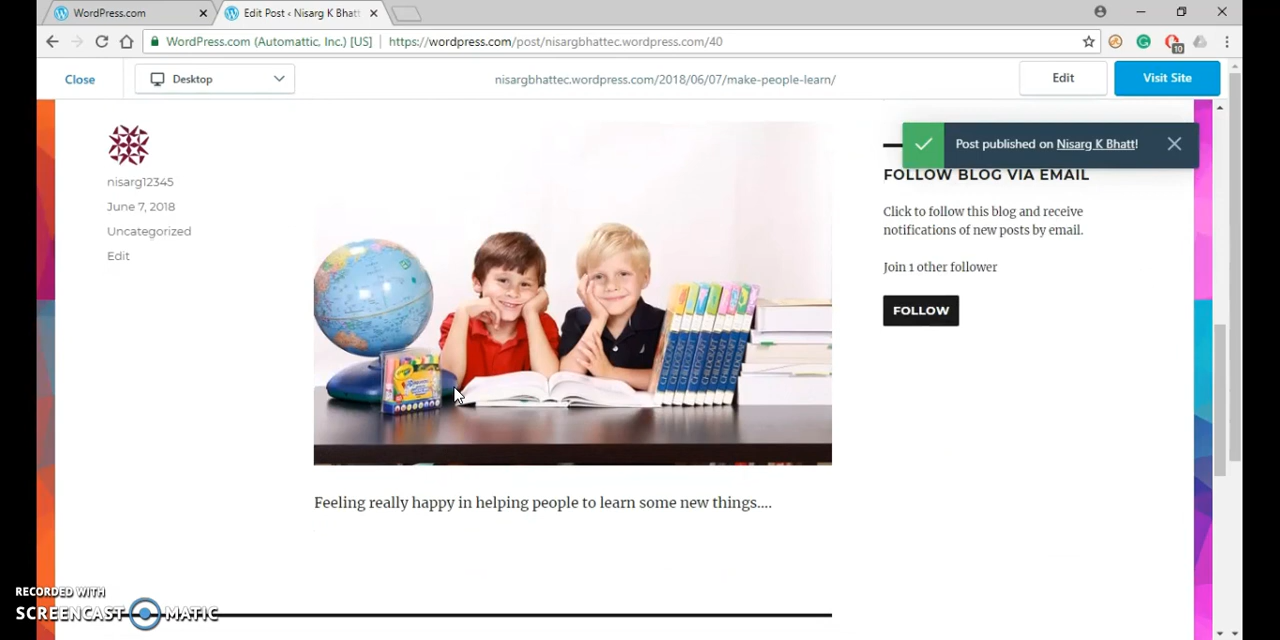 WordPress.com
Edit Post ‹ Nisarg K Bhatt
WordPress.com (Automattic, Inc.) [US]
https://wordpress.com/post/nisargbhattec.wordpress.com/40
10
Close
Desktop
nisargbhattec.wordpress.com/2018/06/07/make-people-learn/
Edit
Visit Site
Post published on Nisarg K Bhatt!
nisarg12345
June 7, 2018
Uncategorized
Edit
FOLLOW BLOG VIA EMAIL
Click to follow this blog and receive
notifications of new posts by email.
Join 1 other follower
FOLLOW
CHILDCRAFT
Crayola
Feeling really happy in helping people to learn some new things....
RECORDED WITH
SCREENCAST MATIC